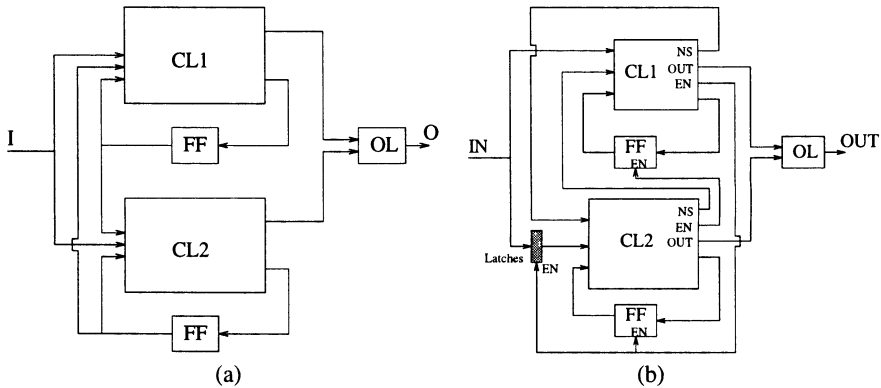 CL1
I
FF
OL
O
CL2
FF
(a)
NS
CL1
OUT
EN
IN
FF
EN
OL
OUT
NS
EN
CL2
OUT
Latches
EN
FF
EN
(b)